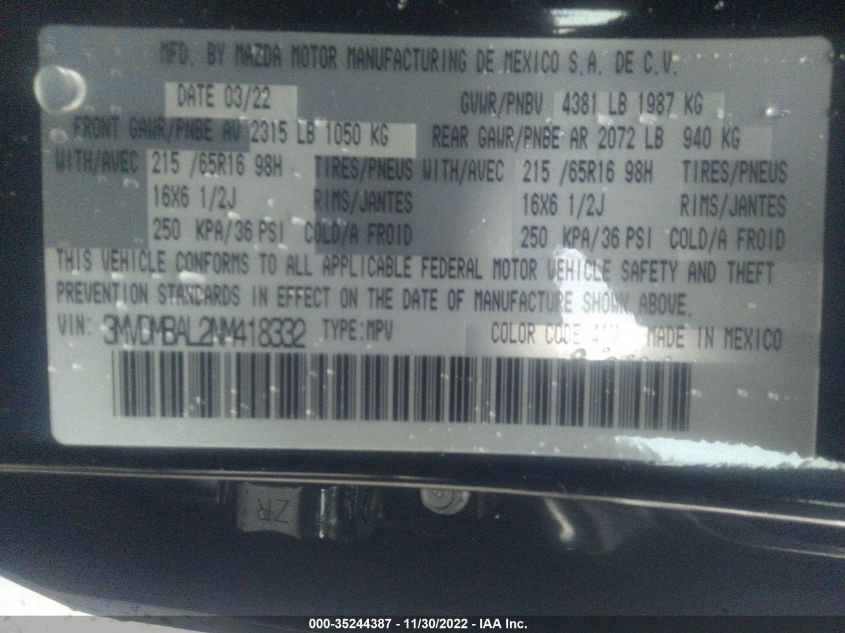 MFD. BY MAZDA MOTOR MANUFACTURING DE MEXICO S.A. DE C.V.
DATE 03/22 GVWR/PNBV 4381 LB 1987 KG
FRONT GAWR/PNBE AV 2315 LB 1050 KG REAR GAWR/PNBE AR 2072 LB 940 KG
WITH/AVEC 215 /65R16 98H TIRES/PNEUS WITH/AVEC 215 /65R16 98H TIRES/PNEUS
16X6 1/2J RIMS/JANTES 16X6 1/2J RIMS/JANTES
250 KPA/36 PSI COLD/A FROID 250 KPA/36 PSI COLD/A FROID
THIS VEHICLE CONFORMS TO ALL APPLICABLE FEDERAL MOTOR VEHICLE SAFETY AND THEFT
PREVENTION STANDARDS IN EFFECT ON THE DATE OF MANUFACTURE SHOWN ABOVE.
VIN: 3MVDMBAL2NM418332 TYPE:MPV COLOR CODE MADE IN MEXICO
ZR
000-35244387 - 11/30/2022 - IAA Inc.